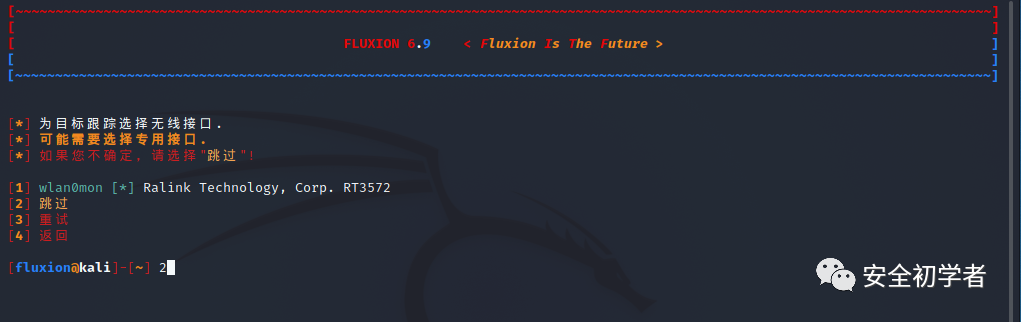 [~~~~~~~~~~~~~~~~~~~~~~~~~~~~~~~~~~~~~~~~~~~~~~~~~~~~~~~~~~~~~~~~~~~~~~~~~~~~~~~~~~~~~~~~~~~~~~~~~~~~~~~~~~~~~~~~~~~~~~~~~~]
[ ]
[ FLUXION 6.9 < Fluxion Is The Future > ]
[ ]
[~~~~~~~~~~~~~~~~~~~~~~~~~~~~~~~~~~~~~~~~~~~~~~~~~~~~~~~~~~~~~~~~~~~~~~~~~~~~~~~~~~~~~~~~~~~~~~~~~~~~~~~~~~~~~~~~~~~~~~~~~~]
[*] 为目标跟踪选择无线接口.
[*] 可能需要选择专用接口.
[*] 如果您不确定, 请选择"跳过"!
[1] wlan0mon [*] Ralink Technology, Corp. RT3572
[2] 跳过
[3] 重试
[4] 返回
[fluxion@kali]-[~] 2
安全初学者